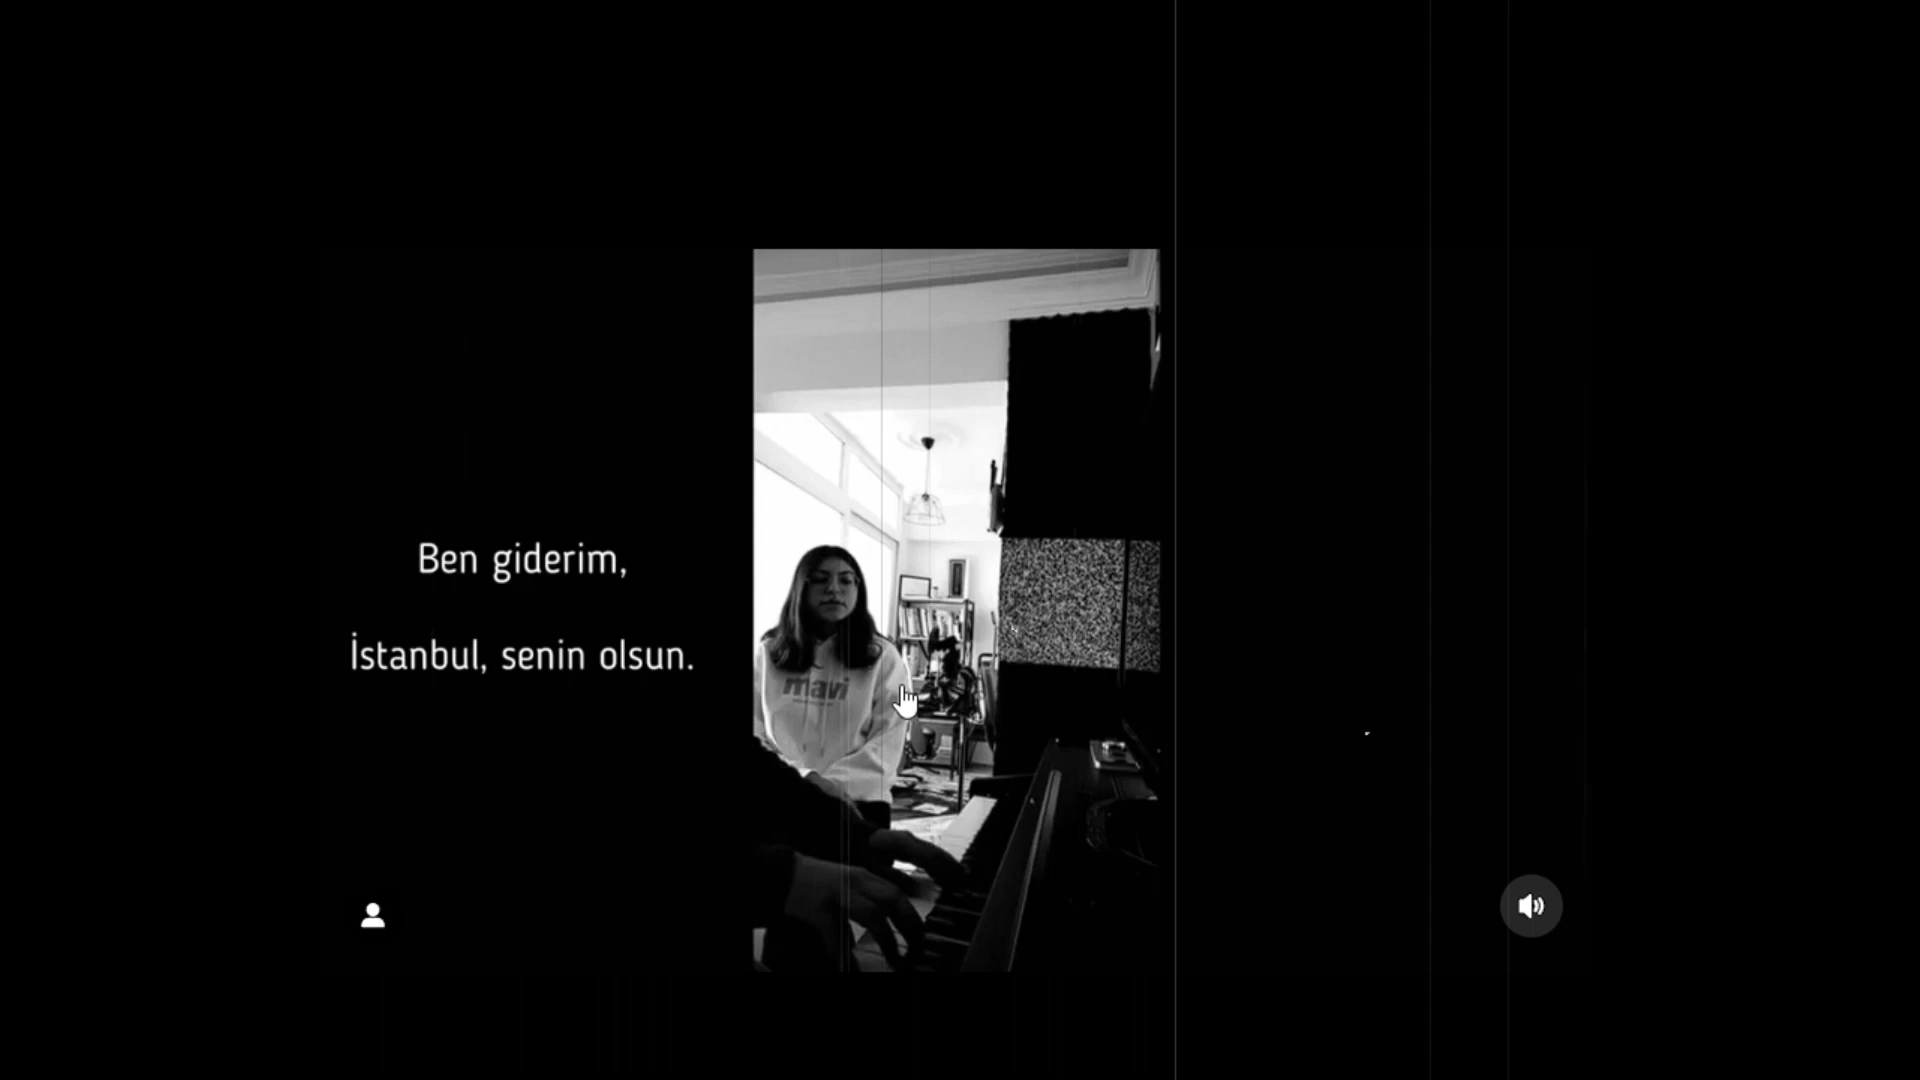 Ben giderim,
İstanbul, senin olsun.
mavi